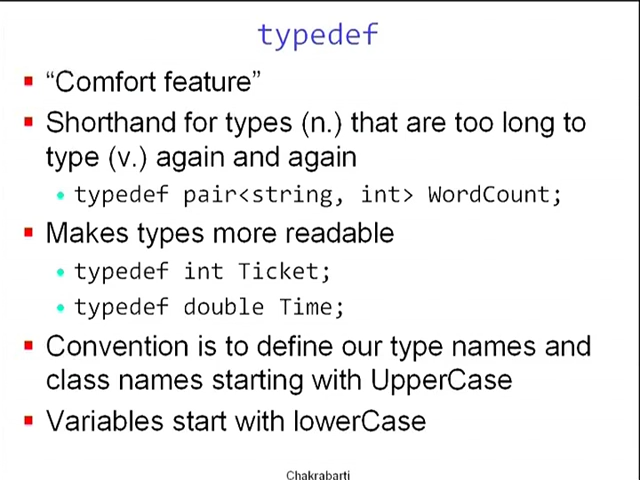 typedef
“Comfort feature”
Shorthand for types (n.) that are too long to
type (v.) again and again
typedef pair<string, int> WordCount;
Makes types more readable
typedef int Ticket;
typedef double Time;
Convention is to define our type names and
class names starting with UpperCase
Variables start with lowerCase
Chakrabarti